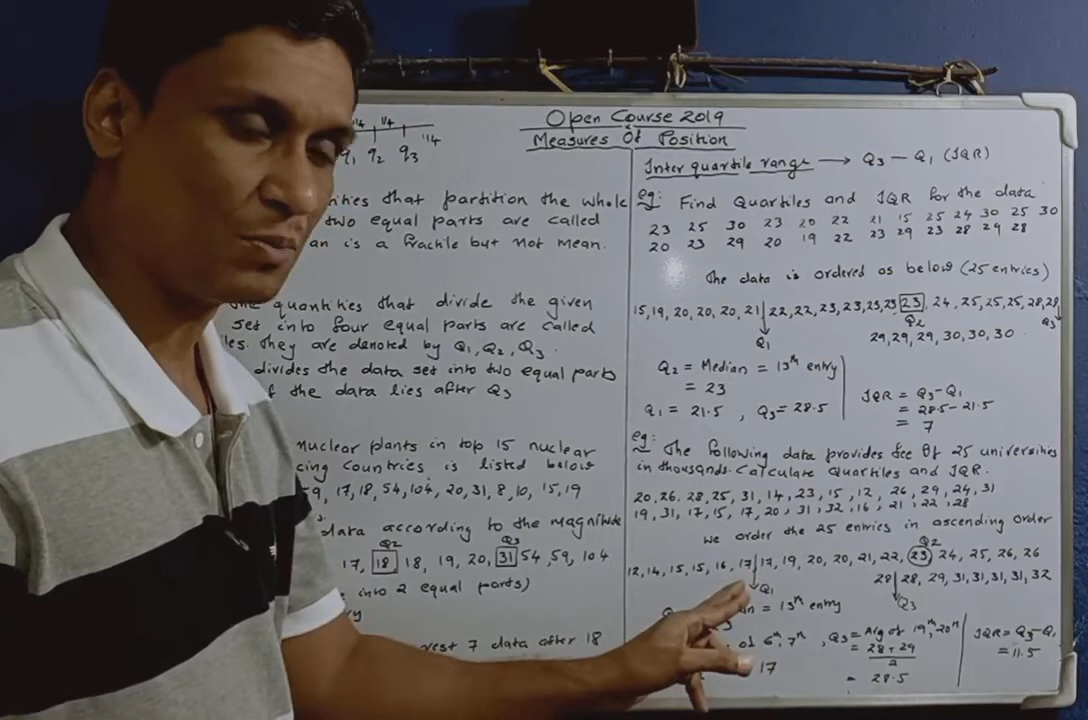 Open Course 2019
Measures Of Position
1/4 1/4
1/4
q2 q3
that partition the whole
two equal parts are called
an is a fractile but not mean.
quantities that divide the given
set into four equal parts are called
les. They are denoted by Q1, Q2, Q3.
divides the data set into two equal parts
the data lies after Q3
nuclear plants in top 15 nuclear
cing countries is listed below
59, 17, 18, 54, 104, 20, 31, 8, 10, 15, 19
data according to the magnitude
Q2 Q3
17, 18, 18, 19, 20, 31 54, 59, 104
into 2 equal parts)
rest 7 data after 18
Inter quartile range → Q3 - Q1 (IQR)
eg: Find Quartiles and IQR for the data
23 25 30 23 20 22 21 15 25 24 30 25 30
20 23 29 20 19 22 23 29 23 28 29 28
The data is ordered as below (25 entries)
15, 19, 20, 20, 20, 21 22, 22, 23, 23, 23, 23 23, 24, 25, 25, 25, 28, 28,
Q1 Q2 Q3
29, 29, 29, 30, 30, 30
Q2 = Median = 13th entry
= 23
Q1 = 21.5 , Q3 = 28.5
IQR = Q3 - Q1
= 28.5 - 21.5
= 7
eg: The following data provides fee of 25 universities
in thousands. Calculate quartiles and IQR.
20, 26. 28, 25, 31, 14, 23, 15, 12, 26, 29, 24, 31
19, 31, 17, 15, 17, 20, 31, 32, 16, 21, 22, 28
We order the 25 entries in ascending order
Q2
12, 14, 15, 15, 16, 17 17, 19, 20, 20, 21, 22, 23 24, 25, 26, 26
28 28, 29, 31, 31, 31, 31, 32
Q1 Q3
= 13th entry
of 6th, 7th , Q3 = Avg of 19th, 20th
= 28 + 29
2
17
= 28.5
IQR = Q3 - Q1
= 11.5